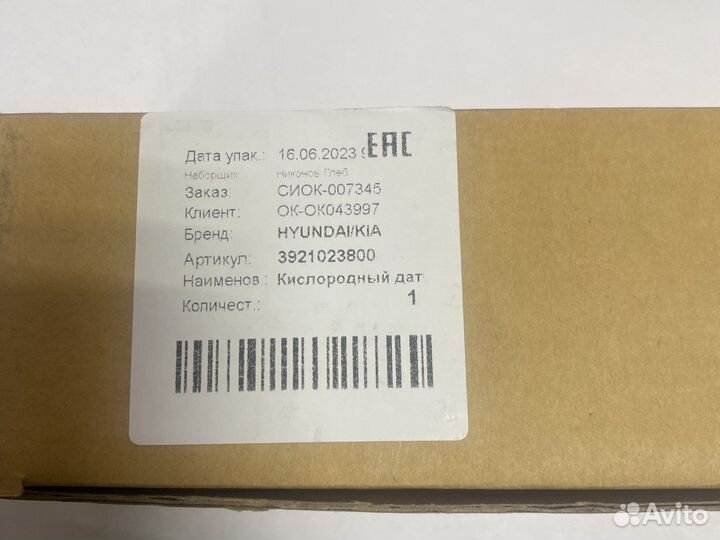 Дата упак.: 16.06.2023 EAC
Наборщик: Никонов Глеб
Заказ: СИОК-007345
Клиент: ОК-ОК043997
Бренд: HYUNDAI/KIA
Артикул: 3921023800
Наименов.: Кислородный дат
Количест.: 1
Avito